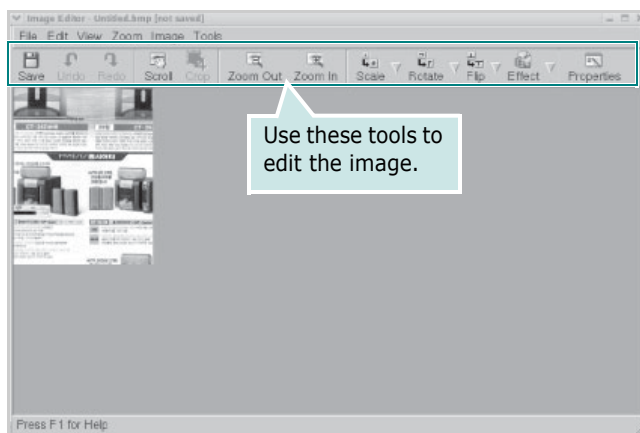 Image Editor - Untitled.bmp [not saved]
File Edit View Zoom Image Tools
Save Undo Redo Scroll Crop Zoom Out Zoom In Scale Rotate Flip Effect Properties
Use these tools to
edit the image.
Press F1 for Help